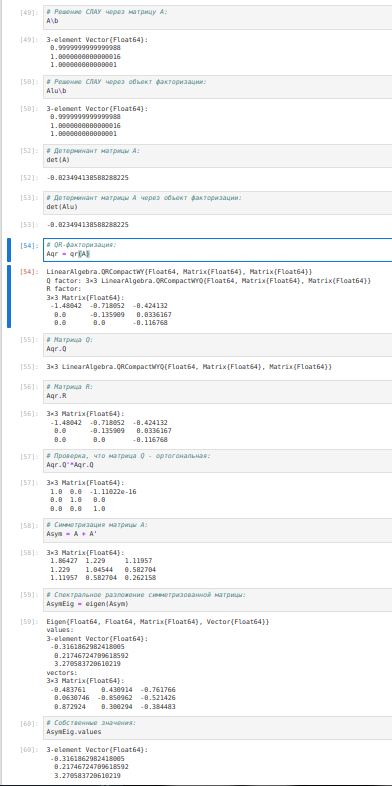 [49]: # Решение СЛАУ через матрицу A:
A\b
[49]: 3-element Vector{Float64}:
0.9999999999999988
1.0000000000000016
1.0000000000000001
[50]: # Решение СЛАУ через объект факторизации:
Alu\b
[50]: 3-element Vector{Float64}:
0.9999999999999988
1.0000000000000016
1.0000000000000001
[52]: # Детерминант матрицы A:
det(A)
[52]: -0.023494138588288225
[53]: # Детерминант матрицы A через объект факторизации:
det(Alu)
[53]: -0.023494138588288225
[54]: # QR-факторизация:
Aqr = qr(A)
[54]: LinearAlgebra.QRCompactWY{Float64, Matrix{Float64}, Matrix{Float64}}
Q factor: 3×3 LinearAlgebra.QRCompactWYQ{Float64, Matrix{Float64}, Matrix{Float64}}
R factor:
3×3 Matrix{Float64}:
-1.48042 -0.718052 -0.424132
0.0 -0.135909 0.0336167
0.0 0.0 -0.116768
[55]: # Матрица Q:
Aqr.Q
[55]: 3×3 LinearAlgebra.QRCompactWYQ{Float64, Matrix{Float64}, Matrix{Float64}}
[56]: # Матрица R:
Aqr.R
[56]: 3×3 Matrix{Float64}:
-1.48042 -0.718052 -0.424132
0.0 -0.135909 0.0336167
0.0 0.0 -0.116768
[57]: # Проверка, что матрица Q - ортогональная:
Aqr.Q'*Aqr.Q
[57]: 3×3 Matrix{Float64}:
1.0 0.0 -1.11022e-16
0.0 1.0 0.0
0.0 0.0 1.0
[58]: # Симметризация матрицы A:
Asym = A + A'
[58]: 3×3 Matrix{Float64}:
1.86427 1.229 1.11957
1.229 1.04544 0.582704
1.11957 0.582704 0.262158
[59]: # Спектральное разложение симметризованной матрицы:
AsymEig = eigen(Asym)
[59]: Eigen{Float64, Float64, Matrix{Float64}, Vector{Float64}}
values:
3-element Vector{Float64}:
-0.3161862982418005
0.21746724709618592
3.270583720610219
vectors:
3×3 Matrix{Float64}:
-0.483761 0.430914 -0.761766
0.0630746 -0.850962 -0.521426
0.872924 0.300294 -0.384483
[60]: # Собственные значения:
AsymEig.values
[60]: 3-element Vector{Float64}:
-0.3161862982418005
0.21746724709618592
3.270583720610219